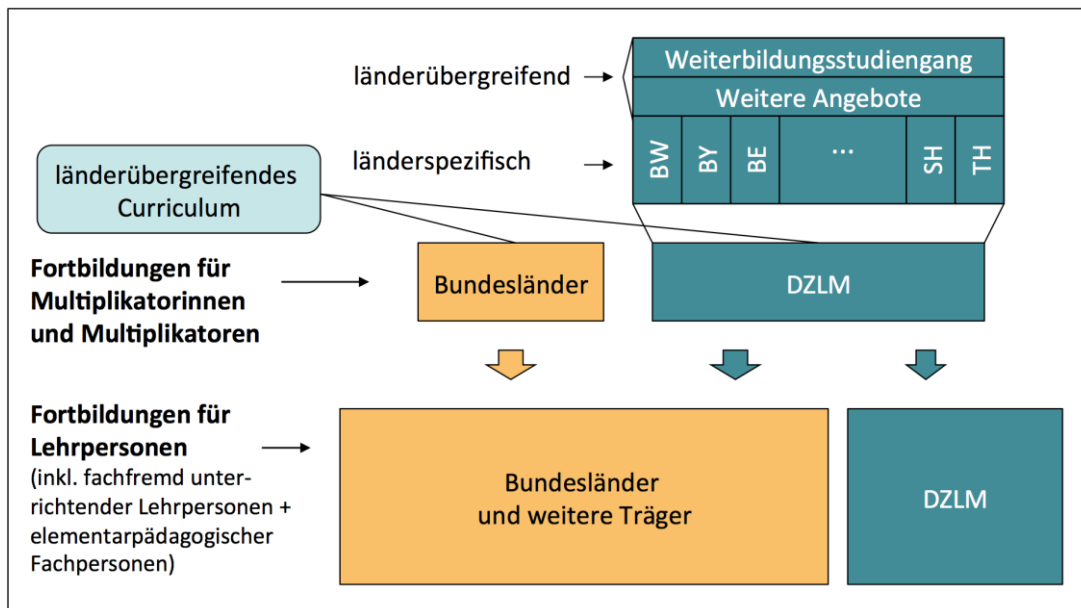 länderübergreifend
Weiterbildungsstudiengang
Weitere Angebote
länderspezifisch
BW
BY
BE
...
SH
TH
länderübergreifendes
Curriculum
Fortbildungen für
Multiplikatorinnen
und Multiplikatoren
Bundesländer
DZLM
Fortbildungen für
Lehrpersonen
(inkl. fachfremd unter-
richtender Lehrpersonen +
elementarpädagogischer
Fachpersonen)
Bundesländer
und weitere Träger
DZLM